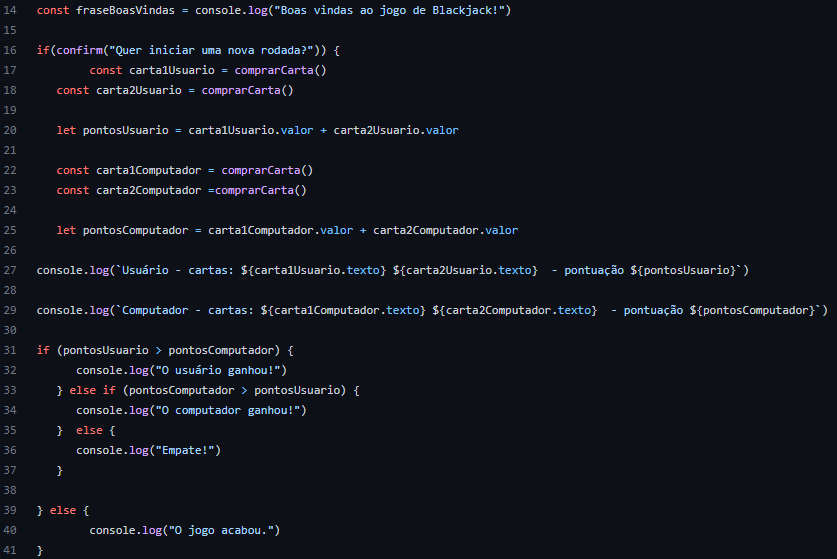 14 const fraseBoasVindas = console.log("Boas vindas ao jogo de Blackjack!")
15
16 if(confirm("Quer iniciar uma nova rodada?")) {
17 const carta1Usuario = comprarCarta()
18 const carta2Usuario = comprarCarta()
19
20 let pontosUsuario = carta1Usuario.valor + carta2Usuario.valor
21
22 const carta1Computador = comprarCarta()
23 const carta2Computador =comprarCarta()
24
25 let pontosComputador = carta1Computador.valor + carta2Computador.valor
26
27 console.log(`Usuário - cartas: ${carta1Usuario.texto} ${carta2Usuario.texto}  - pontuação ${pontosUsuario}`)
28
29 console.log(`Computador - cartas: ${carta1Computador.texto} ${carta2Computador.texto}  - pontuação ${pontosComputador}`)
30
31 if (pontosUsuario > pontosComputador) {
32 console.log("O usuário ganhou!")
33 } else if (pontosComputador > pontosUsuario) {
34 console.log("O computador ganhou!")
35 }  else {
36 console.log("Empate!")
37 }
38
39 } else {
40 console.log("O jogo acabou.")
41 }